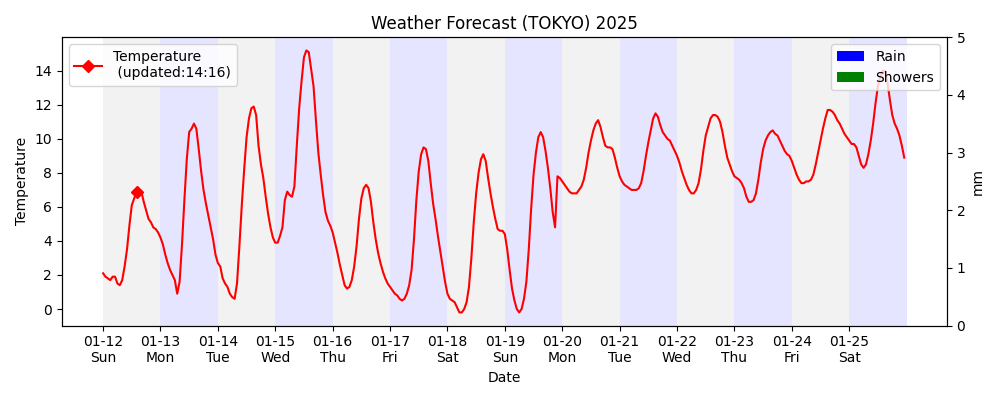 Weather Forecast (TOKYO) 2025
Temperature
(updated:14:16)
Rain
Showers
Temperature
14
12
10
8
6
4
2
0
5
4
3
2
1
0
mm
01-12 01-13 01-14 01-15 01-16 01-17 01-18 01-19 01-20 01-21 01-22 01-23 01-24 01-25
Sun Mon Tue Wed Thu Fri Sat Sun Mon Tue Wed Thu Fri Sat
Date